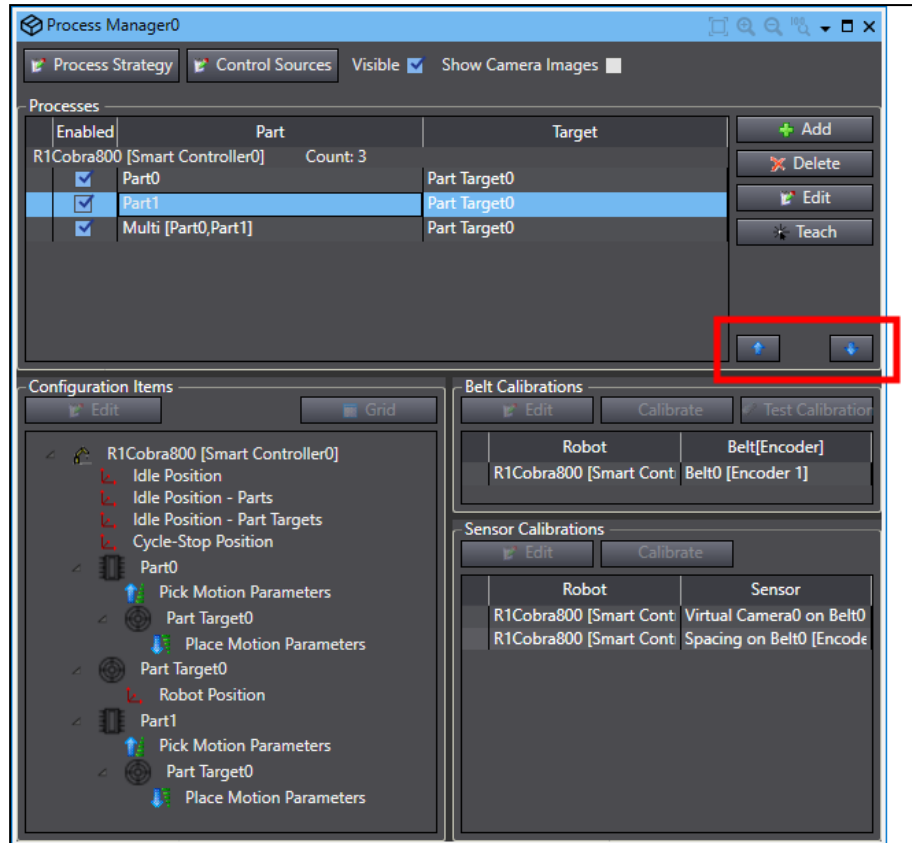 Process Manager0
Process Strategy Control Sources Visible Show Camera Images
Processes
Enabled Part Target
R1Cobra800 [Smart Controller0] Count: 3
Part0 Part Target0
Part1 Part Target0
Multi [Part0,Part1] Part Target0
Add
Delete
Edit
Teach
Configuration Items
Edit Grid
R1Cobra800 [Smart Controller0]
Idle Position
Idle Position - Parts
Idle Position - Part Targets
Cycle-Stop Position
Part0
Pick Motion Parameters
Part Target0
Place Motion Parameters
Part Target0
Robot Position
Part1
Pick Motion Parameters
Part Target0
Place Motion Parameters
Belt Calibrations
Edit Calibrate Test Calibration
Robot Belt[Encoder]
R1Cobra800 [Smart Cont Belt0 [Encoder 1]
Sensor Calibrations
Edit Calibrate
Robot Sensor
R1Cobra800 [Smart Cont Virtual Camera0 on Belt0
R1Cobra800 [Smart Cont Spacing on Belt0 [Encode